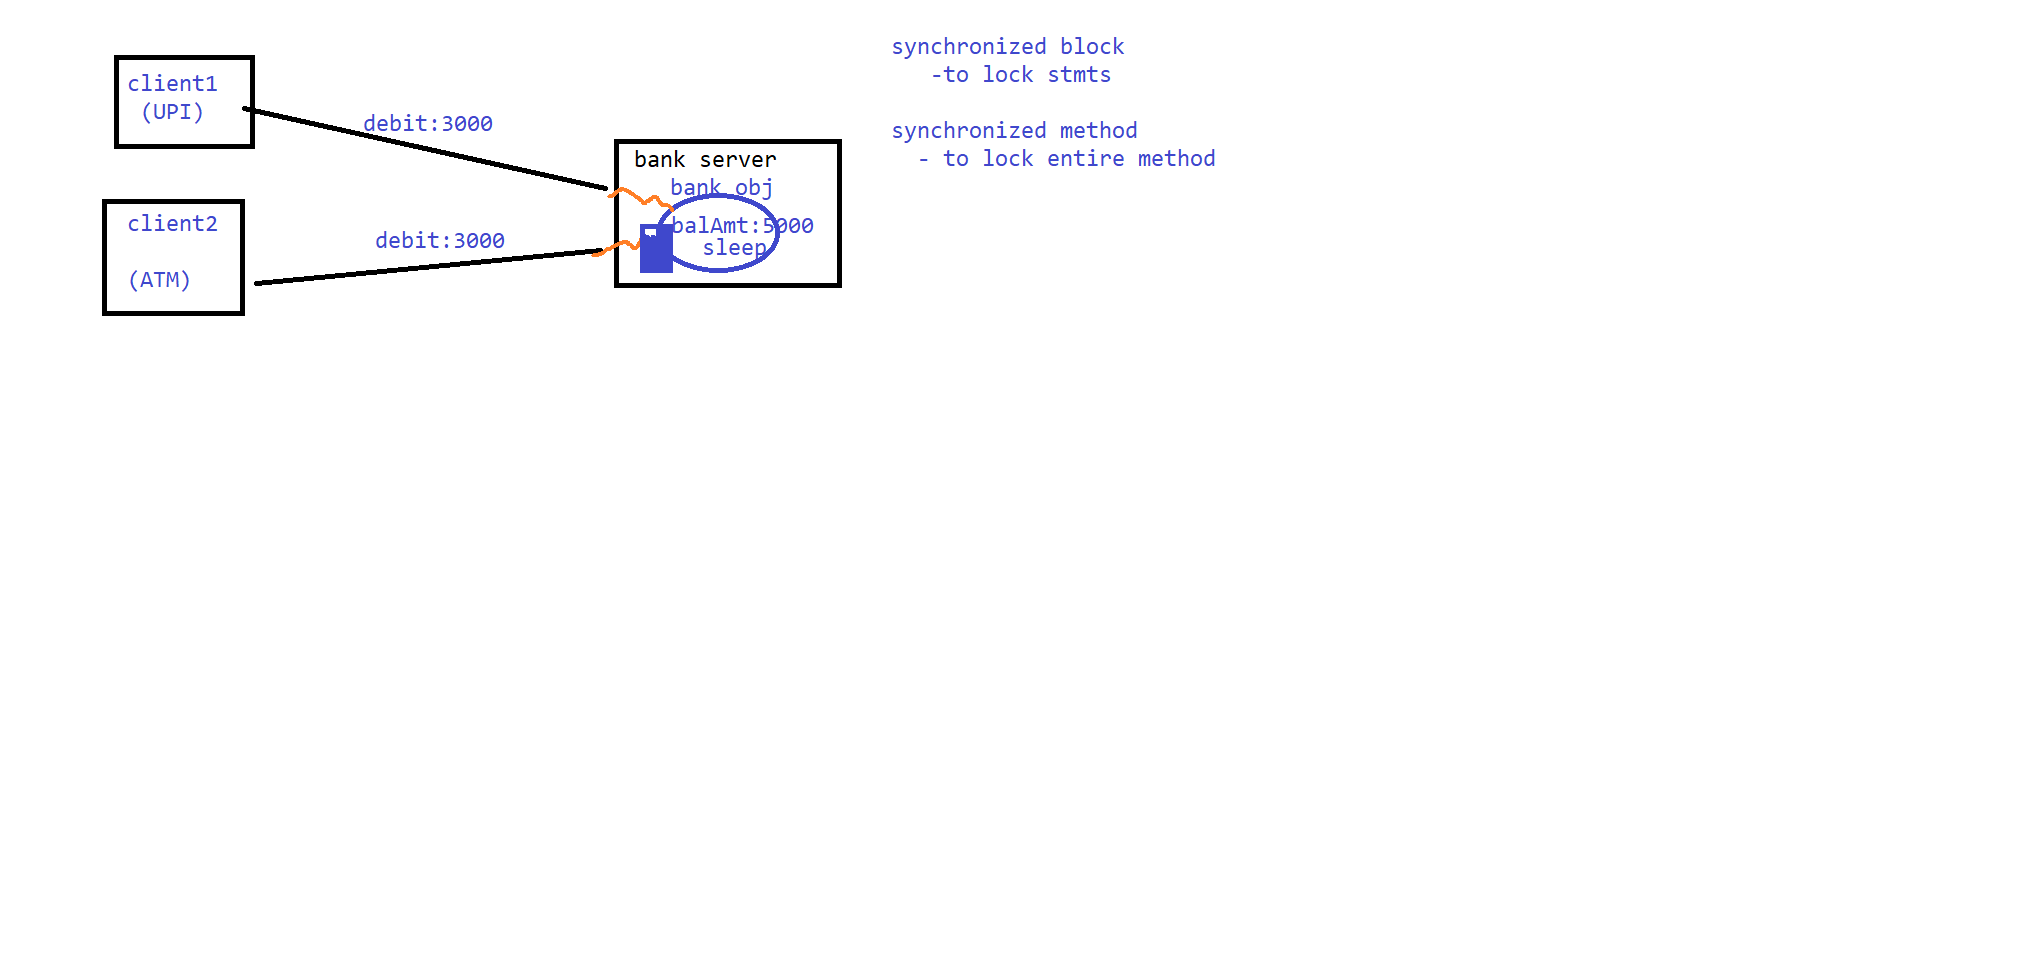 client1
(UPI)
debit:3000
client2
(ATM)
debit:3000
bank server
bank obj
balAmt:5000
sleep
synchronized block
-to lock stmts
synchronized method
- to lock entire method